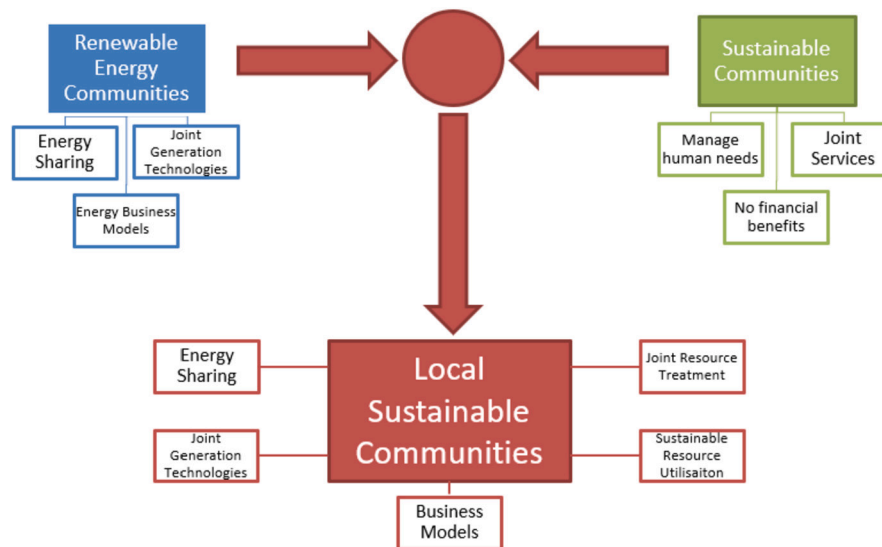 Renewable
Energy
Communities
Energy
Sharing
Joint
Generation
Technologies
Energy Business
Models
Sustainable
Communities
Manage
human needs
Joint
Services
No financial
benefits
Energy
Sharing
Joint
Generation
Technologies
Local
Sustainable
Communities
Joint Resource
Treatment
Sustainable
Resource
Utilisaiton
Business
Models